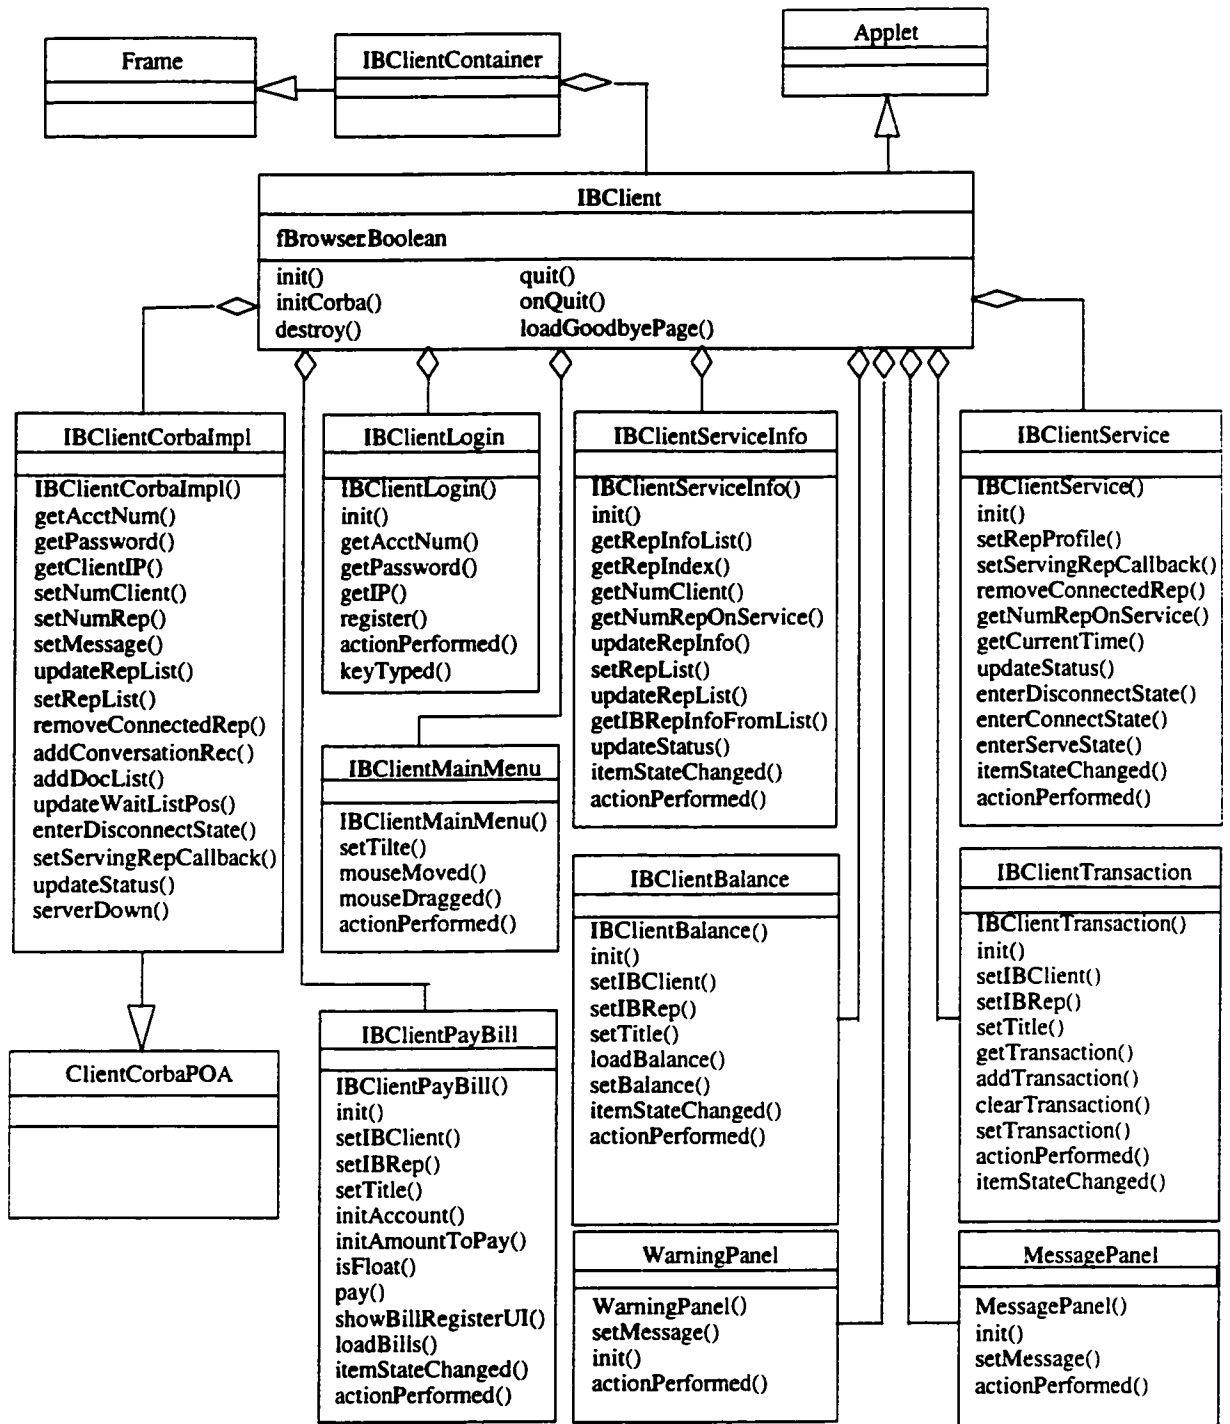 Frame
IBClientContainer
Applet
IBClient
fBrowser:Boolean
init()
initCorba()
destroy()
quit()
onQuit()
loadGoodbyePage()
IBClientCorbaImpl
IBClientCorbaImpl()
getAcctNum()
getPassword()
getClientIP()
setNumClient()
setNumRep()
setMessage()
updateRepList()
setRepList()
removeConnectedRep()
addConversationRec()
addDocList()
updateWaitListPos()
enterDisconnectState()
setServingRepCallback()
updateStatus()
serverDown()
ClientCorbaPOA
IBClientLogin
IBClientLogin()
init()
getAcctNum()
getPassword()
getIP()
register()
actionPerformed()
keyTyped()
IBClientMainMenu
IBClientMainMenu()
setTilte()
mouseMoved()
mouseDragged()
actionPerformed()
IBClientPayBill
IBClientPayBill()
init()
setIBClient()
setIBRep()
setTitle()
initAccount()
initAmountToPay()
isFloat()
pay()
showBillRegisterUI()
loadBills()
itemStateChanged()
actionPerformed()
IBClientServiceInfo
IBClientServiceInfo()
init()
getRepInfoList()
getRepIndex()
getNumClient()
getNumRepOnService()
updateRepInfo()
setRepList()
updateRepList()
getIBRepInfoFromList()
updateStatus()
itemStateChanged()
actionPerformed()
IBClientBalance
IBClientBalance()
init()
setIBClient()
setIBRep()
setTitle()
loadBalance()
setBalance()
itemStateChanged()
actionPerformed()
WarningPanel
WarningPanel()
setMessage()
init()
actionPerformed()
IBClientService
IBClientService()
init()
setRepProfile()
setServingRepCallback()
removeConnectedRep()
getNumRepOnService()
getCurrentTime()
updateStatus()
enterDisconnectState()
enterConnectState()
enterServeState()
itemStateChanged()
actionPerformed()
IBClientTransaction
IBClientTransaction()
init()
setIBClient()
setIBRep()
setTitle()
getTransaction()
addTransaction()
clearTransaction()
setTransaction()
actionPerformed()
itemStateChanged()
MessagePanel
MessagePanel()
init()
setMessage()
actionPerformed()